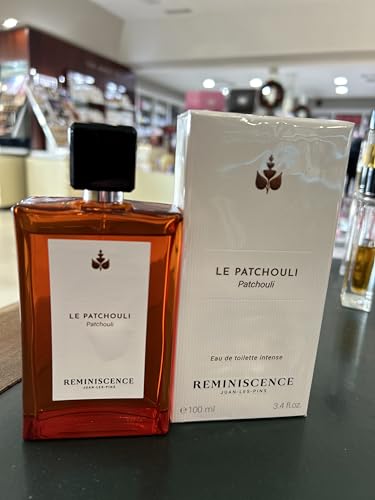 LE PATCHOULI
Patchouli
REMINISCENCE
JUAN-LES-PINS
LE PATCHOULI
Patchouli
Eau de toilette intense
REMINISCENCE
JUAN-LES-PINS
℮100 ml 3.4 fl.oz.